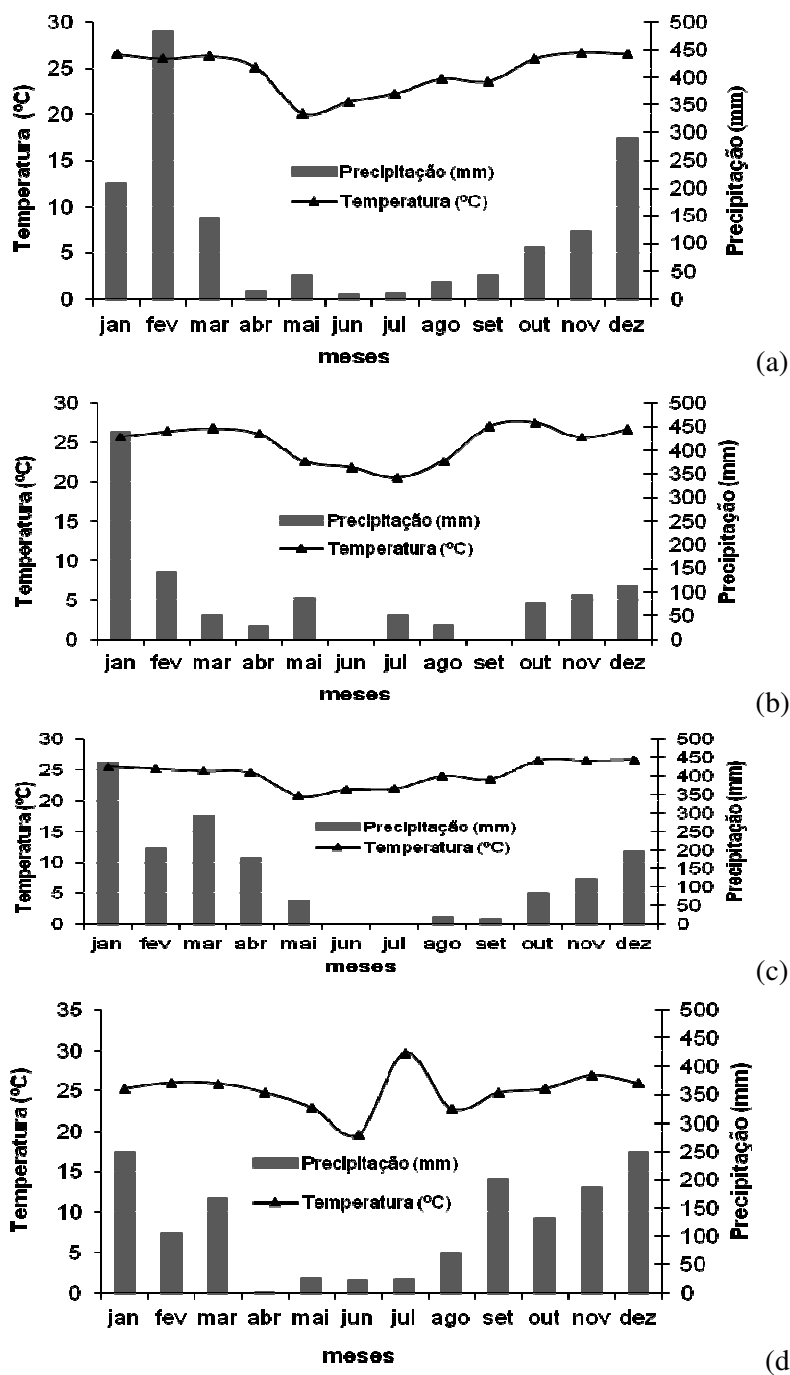 30 500
25 450
20 400
15 350
10 300
5 250
0 200
150
100
50
0
Temperatura (ºC)
Precipitação (mm)
Precipitação (mm)
Temperatura (ºC)
jan fev mar abr mai jun jul ago set out nov dez
meses
(a)
30 500
25 450
20 400
15 350
10 300
5 250
0 200
150
100
50
0
Temperatura (ºC)
Precipitação (mm)
Precipitação (mm)
Temperatura (ºC)
jan fev mar abr mai jun jul ago set out nov dez
meses
(b)
30 500
25 450
20 400
15 350
10 300
5 250
0 200
150
100
50
0
Temperatura (ºC)
Precipitação (mm)
Precipitação (mm)
Temperatura (ºC)
jan fev mar abr mai jun jul ago set out nov dez
meses
(c)
35 500
30 450
25 400
20 350
15 300
10 250
5 200
0 150
100
50
0
Temperatura (ºC)
Precipitação (mm)
Precipitação (mm)
Temperatura (ºC)
jan fev mar abr mai jun jul ago set out nov dez
meses
(d